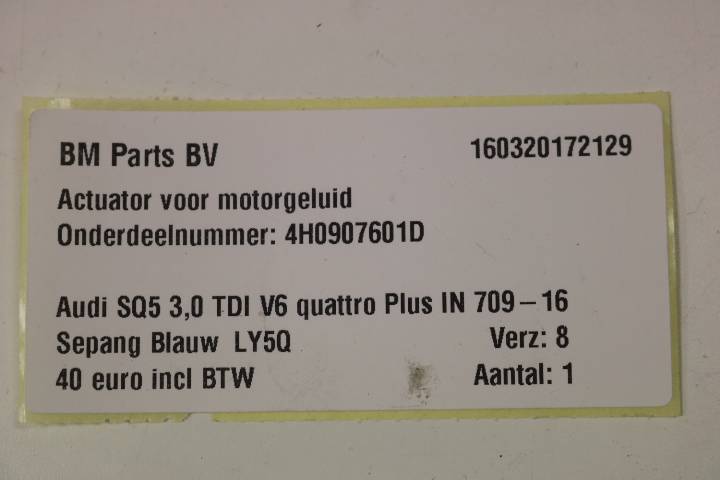 BM Parts BV 160320172129
Actuator voor motorgeluid
Onderdeelnummer: 4H0907601D
Audi SQ5 3,0 TDI V6 quattro Plus IN 709-16
Sepang Blauw LY5Q Verz: 8
40 euro incl BTW Aantal: 1